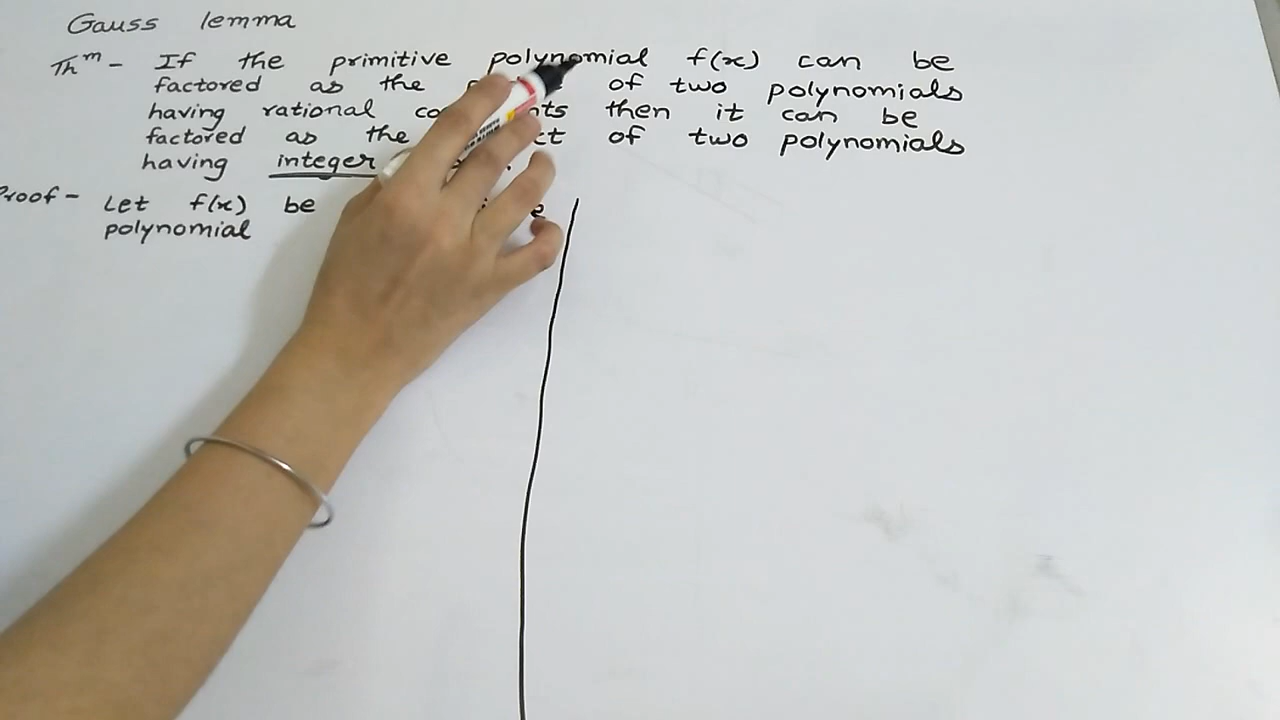 Gauss lemma
Thm - If the primitive polynomial f(x) can be
factored as the of two polynomials
having rational then it can be
factored as the of two polynomials
having integer
Proof - Let f(x) be
polynomial